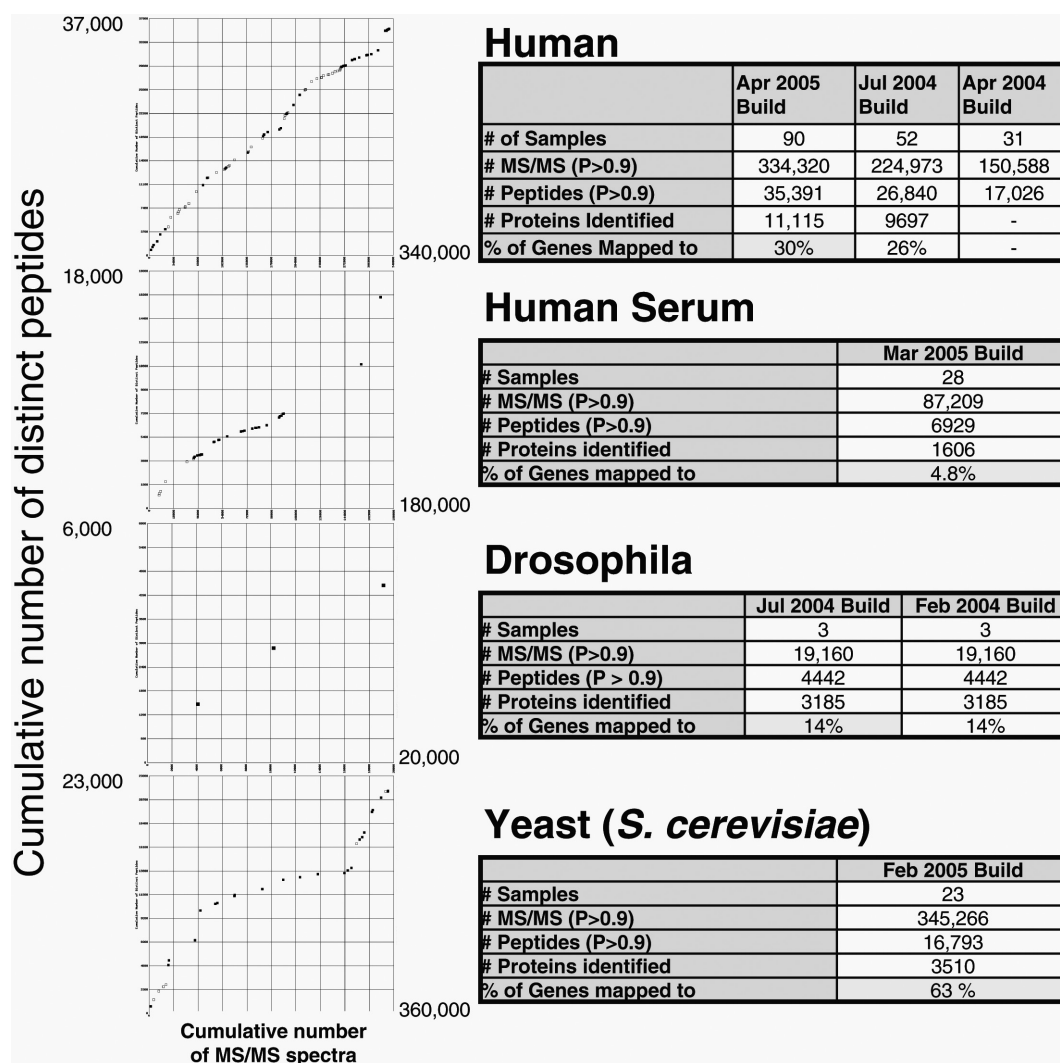 Cumulative number of distinct peptides
37,000
340,000
18,000
180,000
6,000
20,000
23,000
360,000
Cumulative number
of MS/MS spectra
Human
Apr 2005 Build | Jul 2004 Build | Apr 2004 Build
# of Samples | 90 | 52 | 31
# MS/MS (P>0.9) | 334,320 | 224,973 | 150,588
# Peptides (P>0.9) | 35,391 | 26,840 | 17,026
# Proteins Identified | 11,115 | 9697 | -
% of Genes Mapped to | 30% | 26% | -
Human Serum
Mar 2005 Build
# Samples | 28
# MS/MS (P>0.9) | 87,209
# Peptides (P>0.9) | 6929
# Proteins identified | 1606
% of Genes mapped to | 4.8%
Drosophila
Jul 2004 Build | Feb 2004 Build
# Samples | 3 | 3
# MS/MS (P>0.9) | 19,160 | 19,160
# Peptides (P > 0.9) | 4442 | 4442
# Proteins identified | 3185 | 3185
% of Genes mapped to | 14% | 14%
Yeast (S. cerevisiae)
Feb 2005 Build
# Samples | 23
# MS/MS (P>0.9) | 345,266
# Peptides (P>0.9) | 16,793
# Proteins identified | 3510
% of Genes mapped to | 63 %